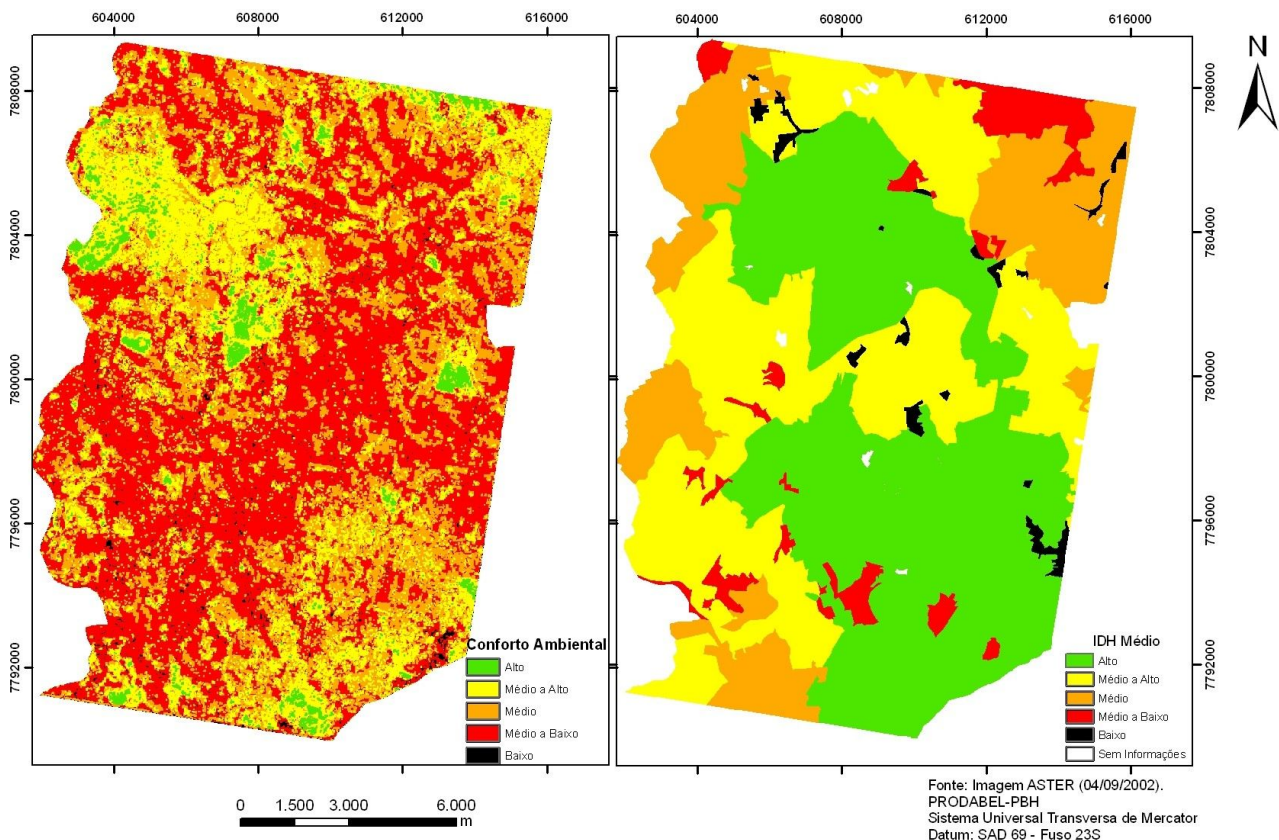 604000 608000 612000 616000
604000 608000 612000 616000
N
7808000
7804000
7800000
7796000
7792000
7808000
7804000
7800000
7796000
7792000
Conforto Ambiental
Alto
Médio a Alto
Médio
Médio a Baixo
Baixo
IDH Médio
Alto
Médio a Alto
Médio
Médio a Baixo
Baixo
Sem Informações
0 1.500 3.000 6.000
m
Fonte: Imagem ASTER (04/09/2002).
PRODABEL-PBH
Sistema Universal Transversa de Mercator
Datum: SAD 69 - Fuso 23S